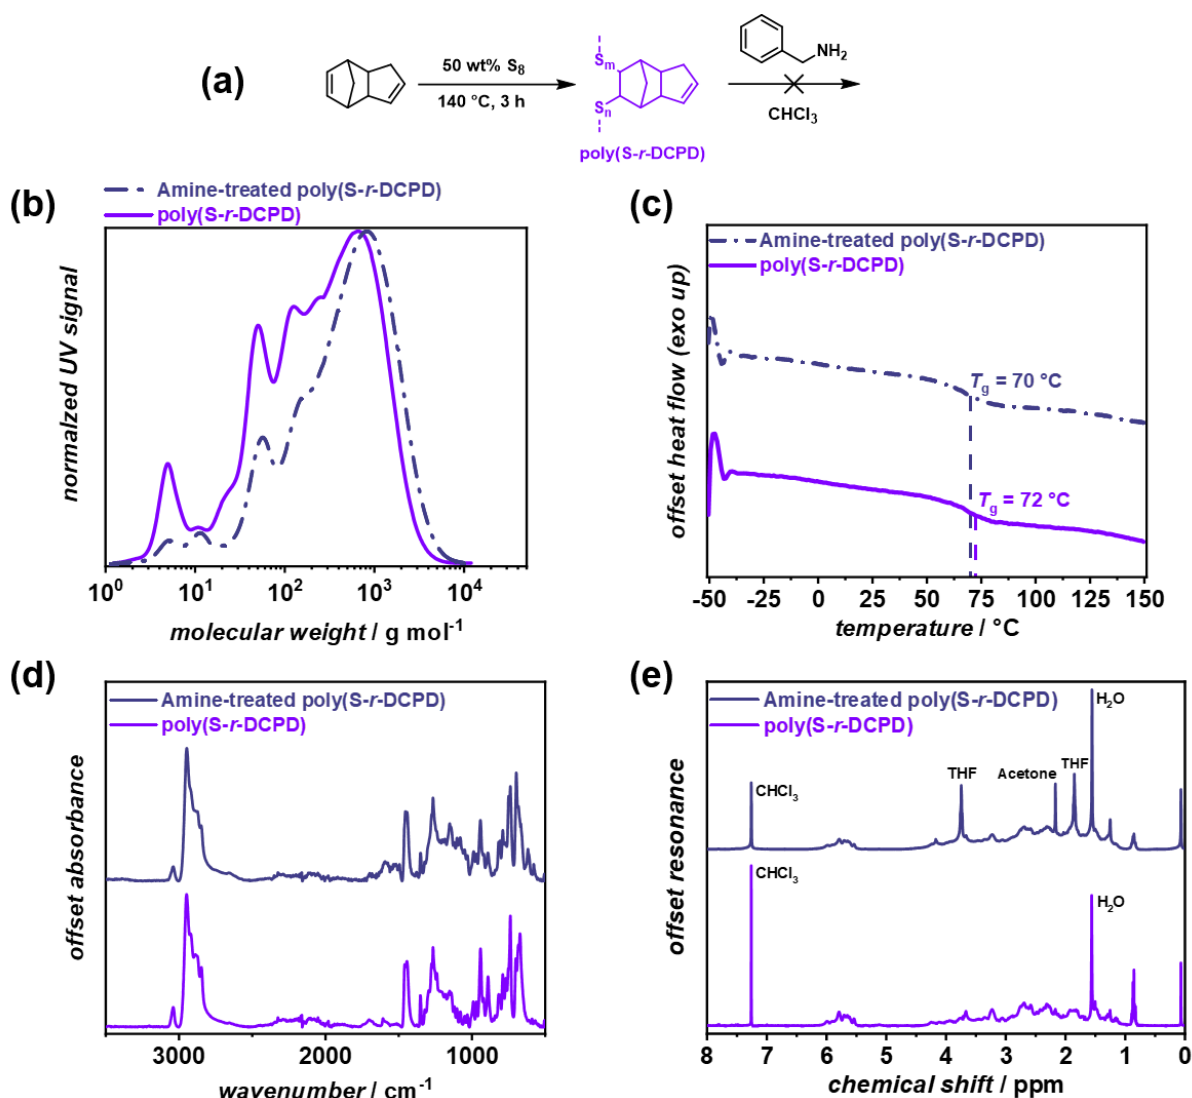 (a)
50 wt% S8
140 °C, 3 h
Sm
Sn
poly(S-r-DCPD)
NH2
CHCl3
(b)
Amine-treated poly(S-r-DCPD)
poly(S-r-DCPD)
normalzed UV signal
10^0 10^1 10^2 10^3 10^4
molecular weight / g mol-1
(c)
Amine-treated poly(S-r-DCPD)
poly(S-r-DCPD)
Tg = 70 °C
Tg = 72 °C
offset heat flow (exo up)
-50 -25 0 25 50 75 100 125 150
temperature / °C
(d)
Amine-treated poly(S-r-DCPD)
poly(S-r-DCPD)
offset absorbance
3000 2000 1000
wavenumber / cm-1
(e)
Amine-treated poly(S-r-DCPD)
poly(S-r-DCPD)
H2O
THF
Acetone
THF
CHCl3
CHCl3
H2O
offset resonance
8 7 6 5 4 3 2 1 0
chemical shift / ppm